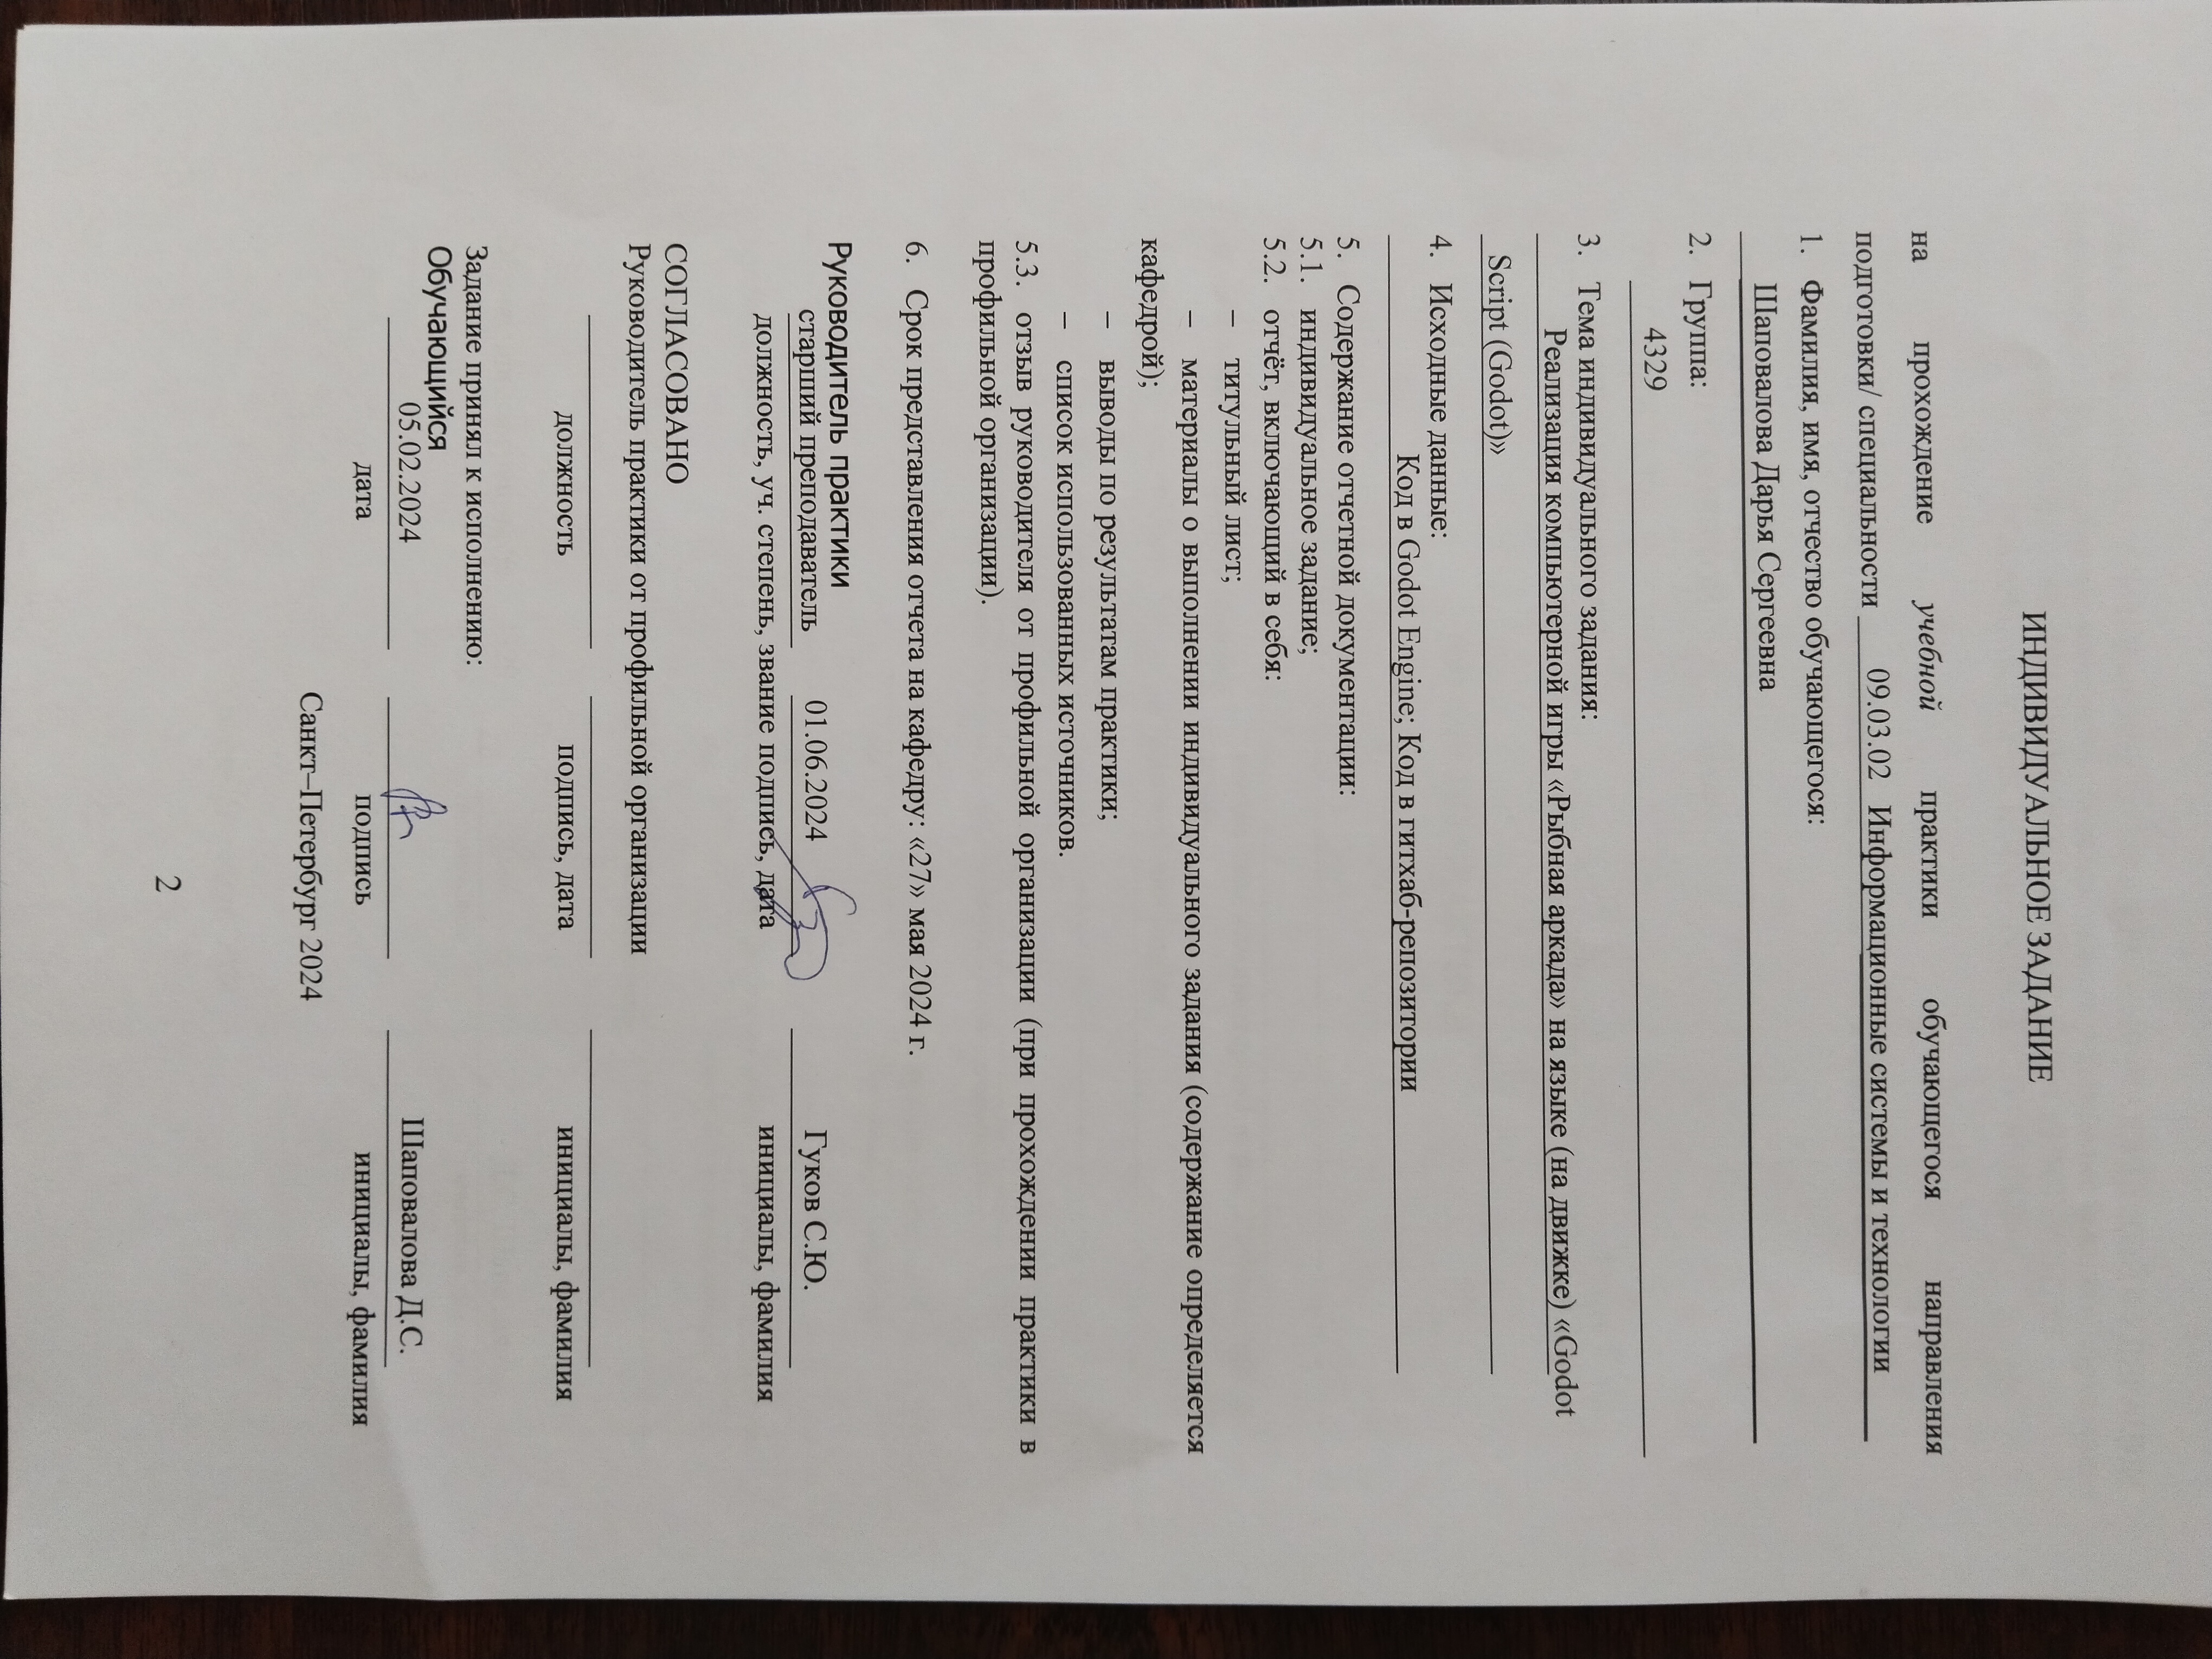 ИНДИВИДУАЛЬНОЕ ЗАДАНИЕ
на прохождение учебной практики обучающегося направления
подготовки/ специальности 09.03.02 Информационные системы и технологии
1. Фамилия, имя, отчество обучающегося:
Шаповалова Дарья Сергеевна
2. Группа:
4329
3. Тема индивидуального задания:
Реализация компьютерной игры «Рыбная аркада» на языке (на движке) «Godot
Script (Godot)»
4. Исходные данные:
Код в Godot Engine; Код в гитхаб-репозитории
5. Содержание отчетной документации:
5.1. индивидуальное задание;
5.2. отчёт, включающий в себя:
– титульный лист;
– материалы о выполнении индивидуального задания (содержание определяется
кафедрой);
– выводы по результатам практики;
– список использованных источников.
5.3. отзыв руководителя от профильной организации (при прохождении практики в
профильной организации).
6. Срок представления отчета на кафедру: «27» мая 2024 г.
Руководитель практики
старший преподаватель 01.06.2024 Гуков С.Ю.
должность, уч. степень, звание подпись, дата инициалы, фамилия
СОГЛАСОВАНО
Руководитель практики от профильной организации
должность подпись, дата инициалы, фамилия
Задание принял к исполнению:
Обучающийся
05.02.2024 Шаповалова Д.С.
дата подпись инициалы, фамилия
Санкт–Петербург 2024
2